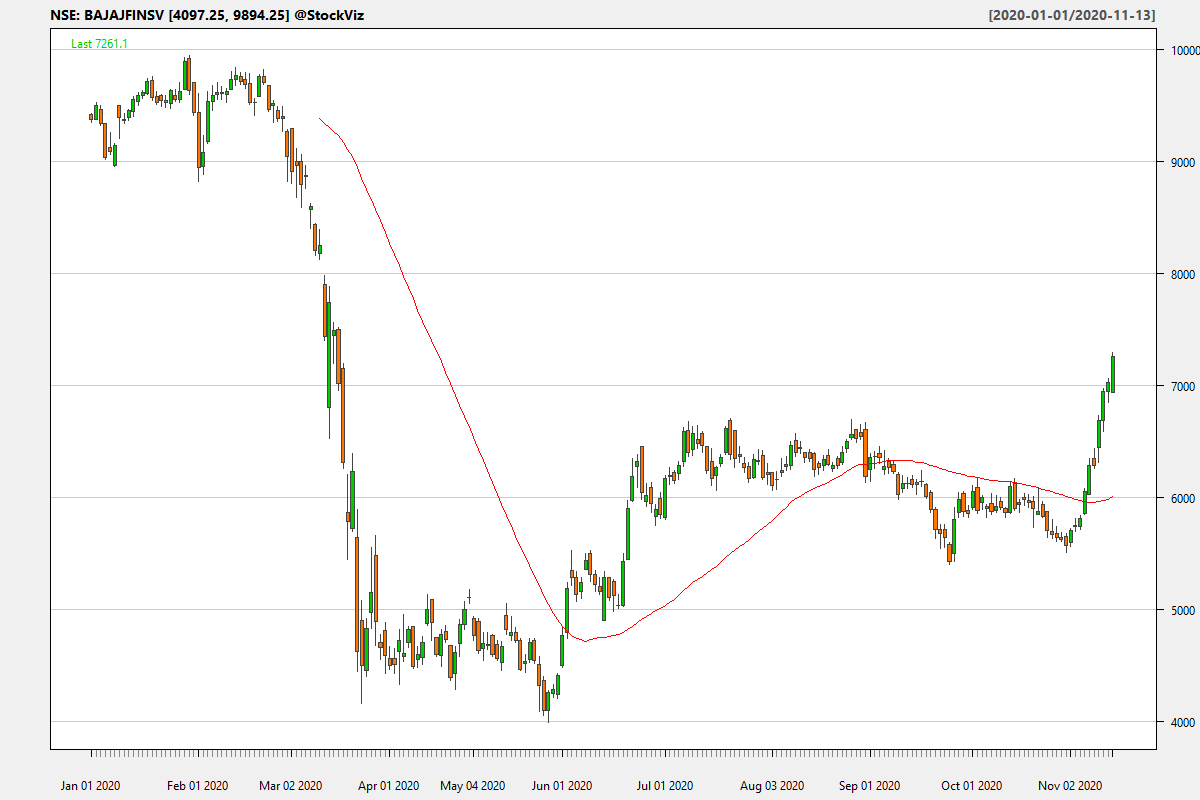 NSE: BAJAJFINSV [4097.25, 9894.25] @StockViz [2020-01-01/2020-11-13]
Last 7261.1
10000
9000
8000
7000
6000
5000
4000
Jan 01 2020 Feb 01 2020 Mar 02 2020 Apr 01 2020 May 04 2020 Jun 01 2020 Jul 01 2020 Aug 03 2020 Sep 01 2020 Oct 01 2020 Nov 02 2020